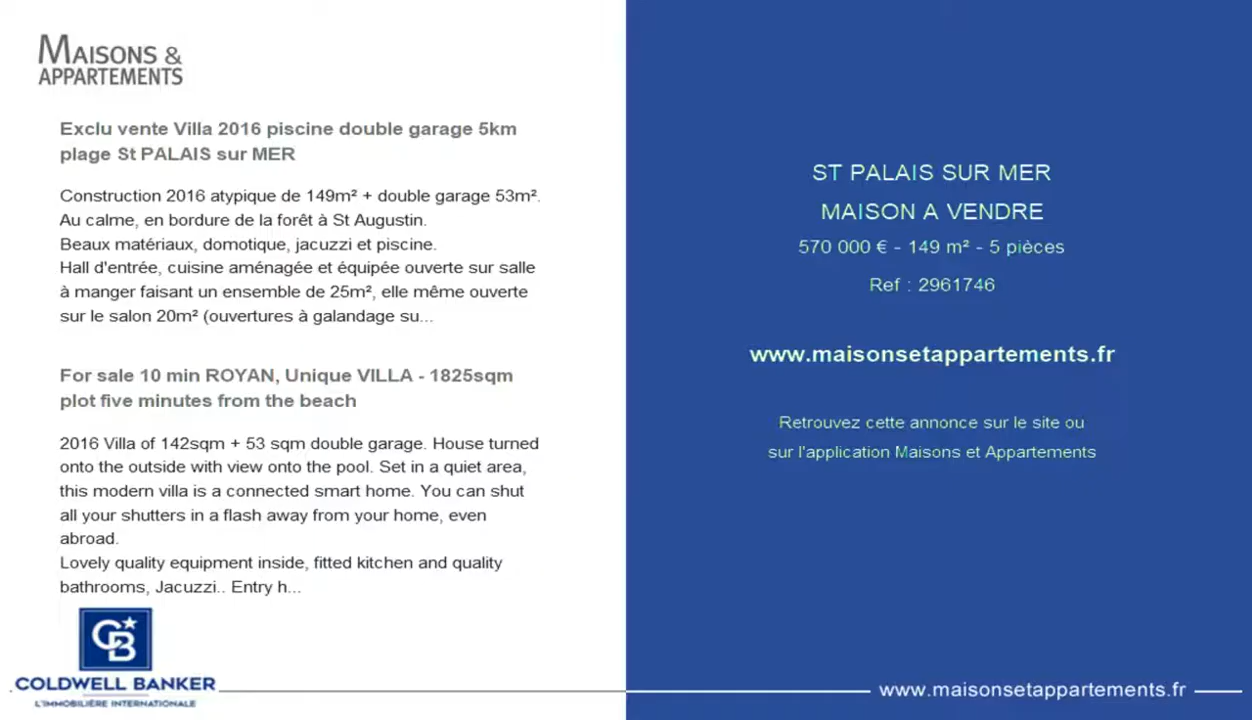 MAISONS &
APPARTEMENTS
Exclu vente Villa 2016 piscine double garage 5km
plage St PALAIS sur MER
Construction 2016 atypique de 149m² + double garage 53m².
Au calme, en bordure de la forêt à St Augustin.
Beaux matériaux, domotique, jacuzzi et piscine.
Hall d'entrée, cuisine aménagée et équipée ouverte sur salle
à manger faisant un ensemble de 25m², elle même ouverte
sur le salon 20m² (ouvertures à galandage su...
For sale 10 min ROYAN, Unique VILLA - 1825sqm
plot five minutes from the beach
2016 Villa of 142sqm + 53 sqm double garage. House turned
onto the outside with view onto the pool. Set in a quiet area,
this modern villa is a connected smart home. You can shut
all your shutters in a flash away from your home, even
abroad.
Lovely quality equipment inside, fitted kitchen and quality
bathrooms, Jacuzzi.. Entry h...
CB
COLDWELL BANKER
L'IMMOBILIÈRE INTERNATIONALE
ST PALAIS SUR MER
MAISON A VENDRE
570 000 € - 149 m² - 5 pièces
Ref : 2961746
www.maisonsetappartements.fr
Retrouvez cette annonce sur le site ou
sur l'application Maisons et Appartements
www.maisonsetappartements.fr